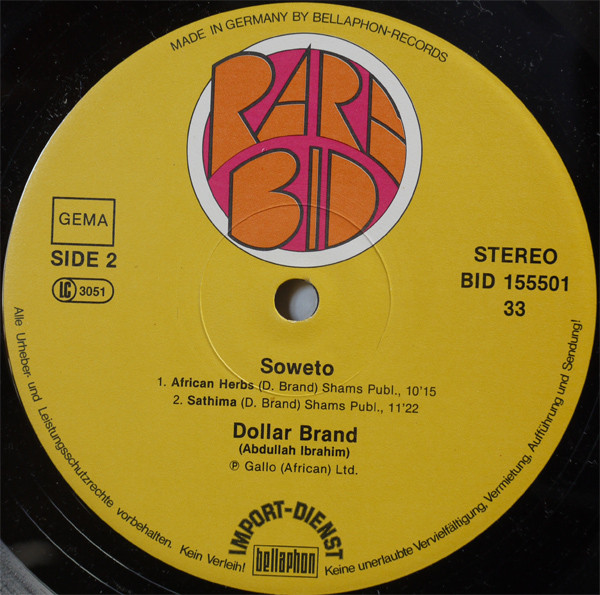 MADE IN GERMANY BY BELLAPHON-RECORDS
RARE
BID
GEMA
SIDE 2
LC 3051
STEREO
BID 155501
33
Soweto
1. African Herbs (D. Brand) Shams Publ., 10'15
2. Sathima (D. Brand) Shams Publ., 11'22
Dollar Brand
(Abdullah Ibrahim)
Ⓟ Gallo (African) Ltd.
IMPORT-DIENST
bellaphon
Alle Urheber- und Leistungsschutzrechte vorbehalten. Kein Verleih! Keine unerlaubte Vervielfältigung, Vermietung, Aufführung und Sendung!